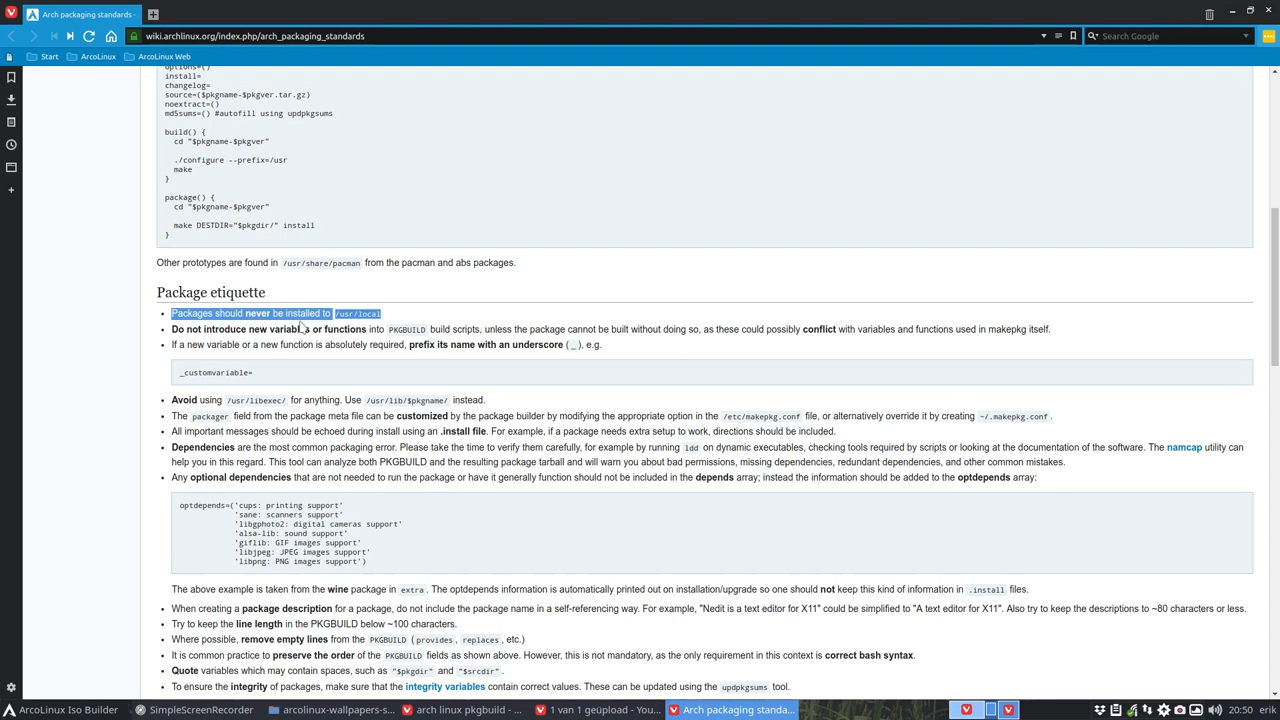 Arch packaging standards -
wiki.archlinux.org/index.php/arch_packaging_standards
Search Google
Start
ArcoLinux
ArcoLinux Web
options=()
install=
changelog=
source=($pkgname-$pkgver.tar.gz)
noextract=()
md5sums=() #autofill using updpkgsums
build() {
cd "$pkgname-$pkgver"
./configure --prefix=/usr
make
}
package() {
cd "$pkgname-$pkgver"
make DESTDIR="$pkgdir/" install
}
Other prototypes are found in /usr/share/pacman from the pacman and abs packages.
Package etiquette
• Packages should never be installed to /usr/local
• Do not introduce new variables or functions into PKGBUILD build scripts, unless the package cannot be built without doing so, as these could possibly conflict with variables and functions used in makepkg itself.
• If a new variable or a new function is absolutely required, prefix its name with an underscore ( _ ), e.g.
_customvariable=
• Avoid using /usr/libexec/ for anything. Use /usr/lib/$pkgname/ instead.
• The packager field from the package meta file can be customized by the package builder by modifying the appropriate option in the /etc/makepkg.conf file, or alternatively override it by creating ~/.makepkg.conf.
• All important messages should be echoed during install using an .install file. For example, if a package needs extra setup to work, directions should be included.
• Dependencies are the most common packaging error. Please take the time to verify them carefully, for example by running ldd on dynamic executables, checking tools required by scripts or looking at the documentation of the software. The namcap utility can
help you in this regard. This tool can analyze both PKGBUILD and the resulting package tarball and will warn you about bad permissions, missing dependencies, redundant dependencies, and other common mistakes.
• Any optional dependencies that are not needed to run the package or have it generally function should not be included in the depends array; instead the information should be added to the optdepends array:
optdepends=('cups: printing support'
'sane: scanners support'
'libgphoto2: digital cameras support'
'alsa-lib: sound support'
'giflib: GIF images support'
'libjpeg: JPEG images support'
'libpng: PNG images support')
The above example is taken from the wine package in extra. The optdepends information is automatically printed out on installation/upgrade so one should not keep this kind of information in .install files.
• When creating a package description for a package, do not include the package name in a self-referencing way. For example, "Nedit is a text editor for X11" could be simplified to "A text editor for X11". Also try to keep the descriptions to ~80 characters or less.
• Try to keep the line length in the PKGBUILD below ~100 characters.
• Where possible, remove empty lines from the PKGBUILD (provides, replaces, etc.)
• It is common practice to preserve the order of the PKGBUILD fields as shown above. However, this is not mandatory, as the only requirement in this context is correct bash syntax.
• Quote variables which may contain spaces, such as "$pkgdir" and "$srcdir".
• To ensure the integrity of packages, make sure that the integrity variables contain correct values. These can be updated using the updpkgsums tool.
ArcoLinux Iso Builder
SimpleScreenRecorder
arcolinux-wallpapers-s...
arch linux pkgbuild - ...
1 van 1 geüpload - You...
Arch packaging standa...
20:50
erik